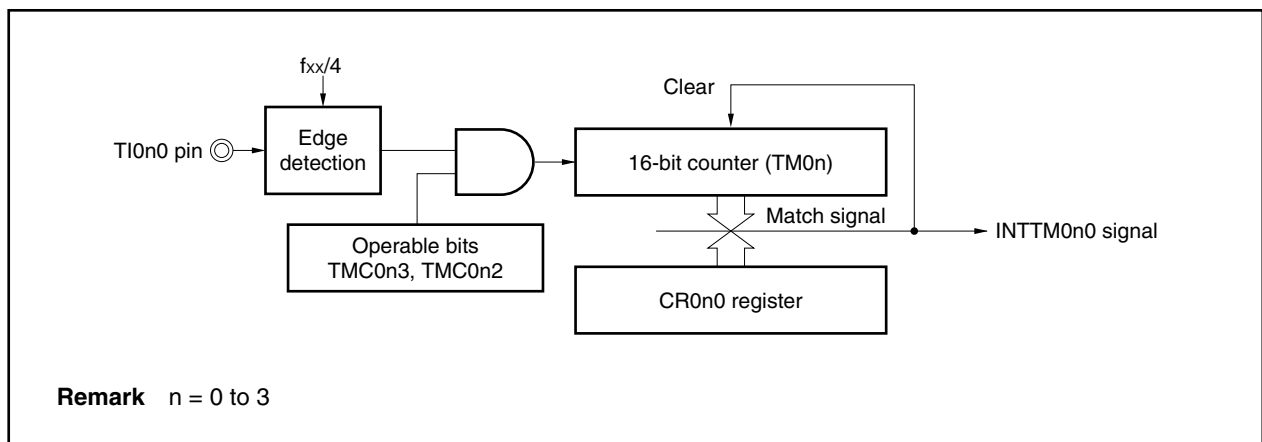 fxx/4
Clear
TI0n0 pin
Edge
detection
16-bit counter (TM0n)
Match signal
INTTM0n0 signal
Operable bits
TMC0n3, TMC0n2
CR0n0 register
Remark n = 0 to 3